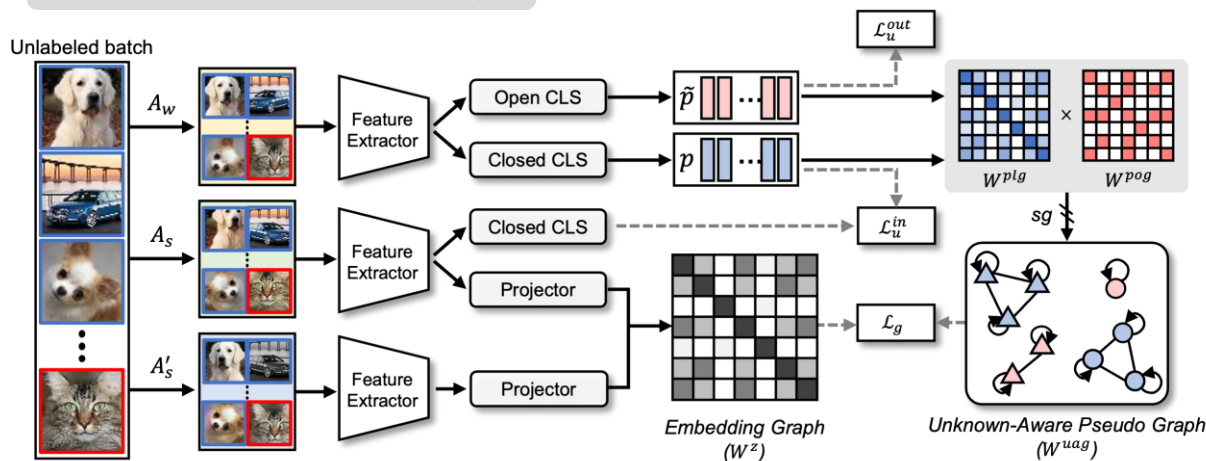 Unlabeled batch
A_w
Feature
Extractor
Open CLS
Closed CLS
p̃
...
p
...
ℒ_u^{out}
W^{plg}
×
W^{pog}
A_s
Feature
Extractor
Closed CLS
Projector
ℒ_u^{in}
sg
A'_s
Feature
Extractor
Projector
ℒ_g
Embedding Graph
(W^z)
Unknown-Aware Pseudo Graph
(W^{uag})